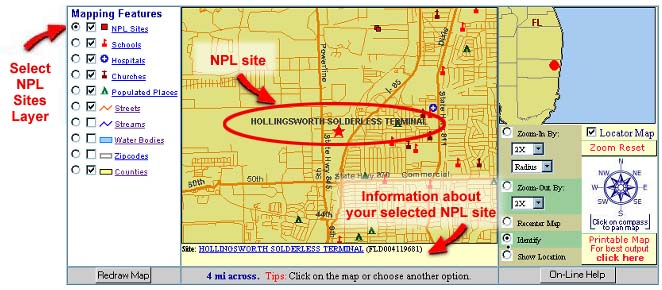 Select
NPL
Sites
Layer
Mapping Features
NPL Sites
Schools
Hospitals
Churches
Populated Places
Streets
Streams
Water Bodies
Zipcodes
Counties
NPL site
HOLLINGSWORTH SOLDERLESS TERMINAL
Powerline
I-85
Dixie
State Hwy 811
State Hwy 845
State Hwy 870
Commercial
50th
44th
Information about
your selected NPL site
Site: HOLLINGSWORTH SOLDERLESS TERMINAL (FLD004119681)
FL
Zoom-In By:
2X
Radius
Zoom-Out By:
2X
Recenter Map
Identify
Show Location
Locator Map
Zoom Reset
N
NW NE
W E
SW SE
S
Click on compass
to pan map
Printable Map
For best output
click here
Redraw Map
4 mi across. Tips: Click on the map or choose another option.
On-Line Help